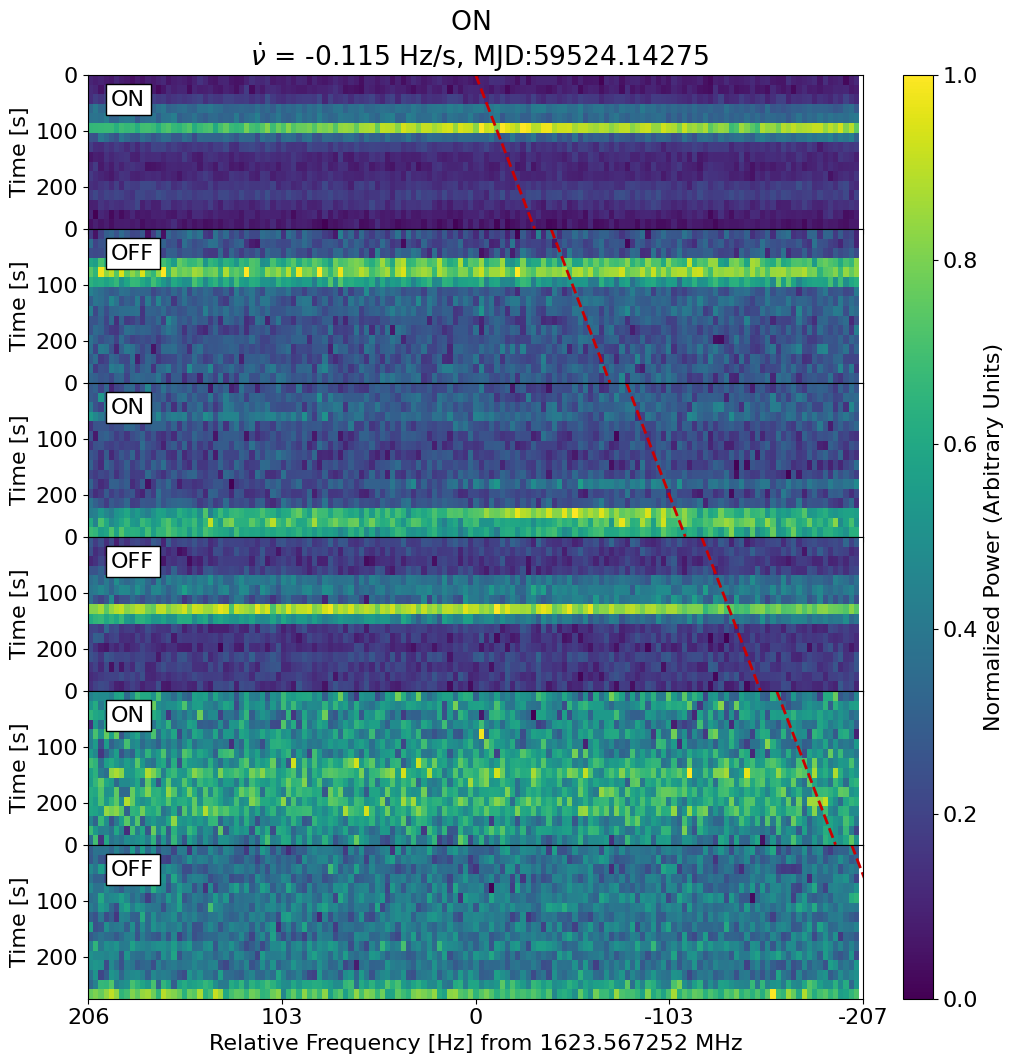 ON
ν̇ = -0.115 Hz/s, MJD:59524.14275
0
ON
Time [s]
100
200
0
OFF
Time [s]
100
200
0
ON
Time [s]
100
200
0
OFF
Time [s]
100
200
0
ON
Time [s]
100
200
0
OFF
Time [s]
100
200
206 103 0 -103 -207
Relative Frequency [Hz] from 1623.567252 MHz
1.0
0.8
0.6
0.4
0.2
0.0
Normalized Power (Arbitrary Units)